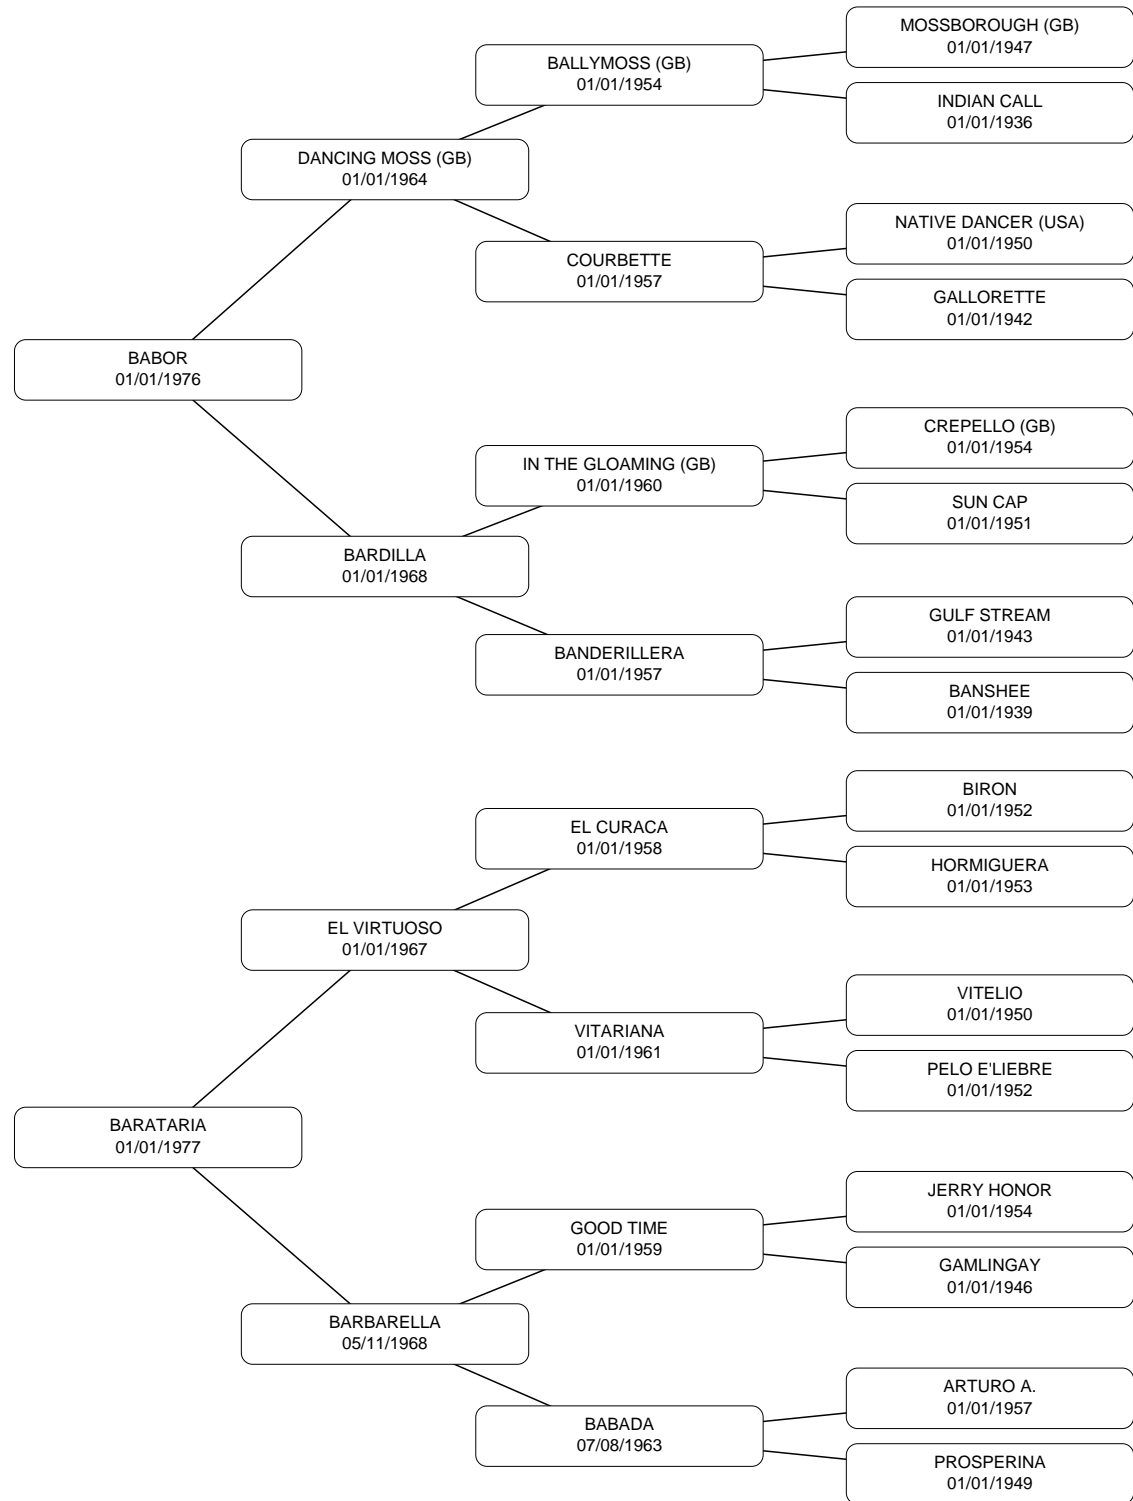 MOSSBOROUGH (GB)
01/01/1947
BALLYMOSS (GB)
01/01/1954
INDIAN CALL
01/01/1936
DANCING MOSS (GB)
01/01/1964
NATIVE DANCER (USA)
01/01/1950
COURBETTE
01/01/1957
GALLORETTE
01/01/1942
BABOR
01/01/1976
CREPELLO (GB)
01/01/1954
IN THE GLOAMING (GB)
01/01/1960
SUN CAP
01/01/1951
BARDILLA
01/01/1968
GULF STREAM
01/01/1943
BANDERILLERA
01/01/1957
BANSHEE
01/01/1939
BIRON
01/01/1952
EL CURACA
01/01/1958
HORMIGUERA
01/01/1953
EL VIRTUOSO
01/01/1967
VITELIO
01/01/1950
VITARIANA
01/01/1961
PELO E'LIEBRE
01/01/1952
BARATARIA
01/01/1977
JERRY HONOR
01/01/1954
GOOD TIME
01/01/1959
GAMLINGAY
01/01/1946
BARBARELLA
05/11/1968
ARTURO A.
01/01/1957
BABADA
07/08/1963
PROSPERINA
01/01/1949